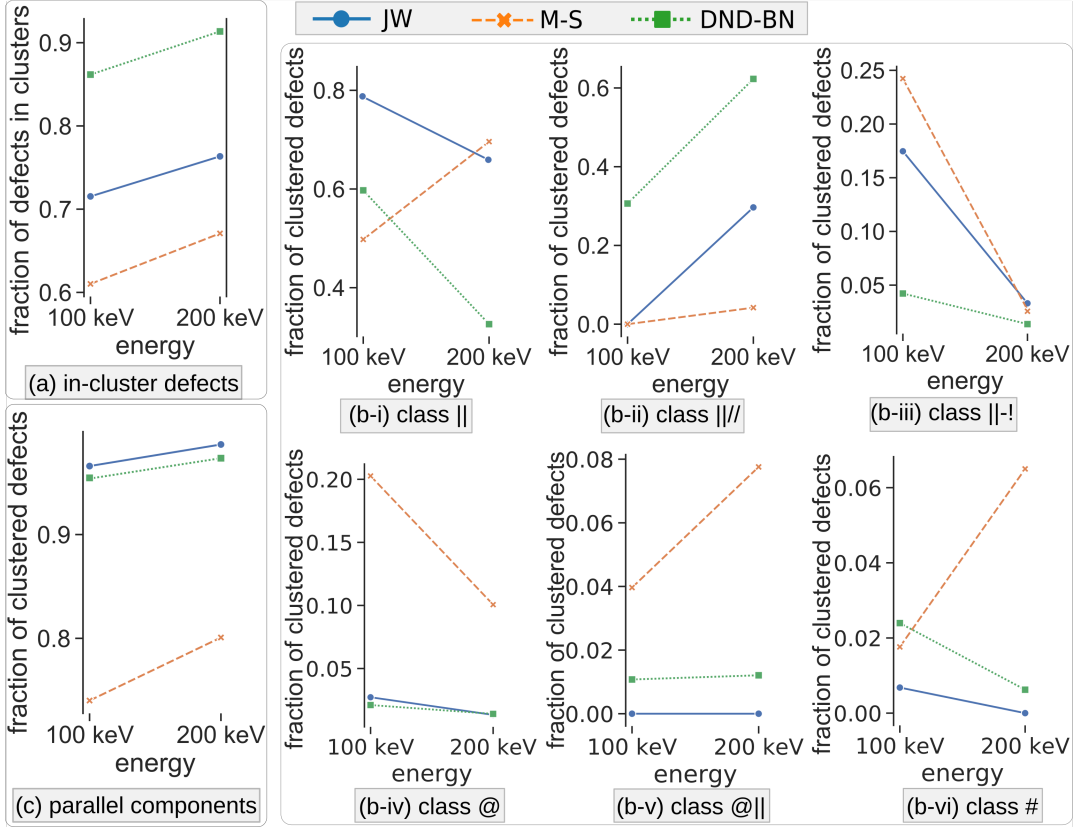 JW M-S DND-BN
fraction of defects in clusters
0.9
0.8
0.7
0.6
100 keV 200 keV
energy
(a) in-cluster defects
fraction of clustered defects
0.8
0.6
0.4
100 keV 200 keV
energy
(b-i) class ||
fraction of clustered defects
0.6
0.4
0.2
0.0
100 keV 200 keV
energy
(b-ii) class ||//
fraction of clustered defects
0.25
0.20
0.15
0.10
0.05
100 keV 200 keV
energy
(b-iii) class ||-!
fraction of clustered defects
0.9
0.8
100 keV 200 keV
energy
(c) parallel components
fraction of clustered defects
0.20
0.15
0.10
0.05
100 keV 200 keV
energy
(b-iv) class @
fraction of clustered defects
0.08
0.06
0.04
0.02
0.00
100 keV 200 keV
energy
(b-v) class @||
fraction of clustered defects
0.06
0.04
0.02
0.00
100 keV 200 keV
energy
(b-vi) class #